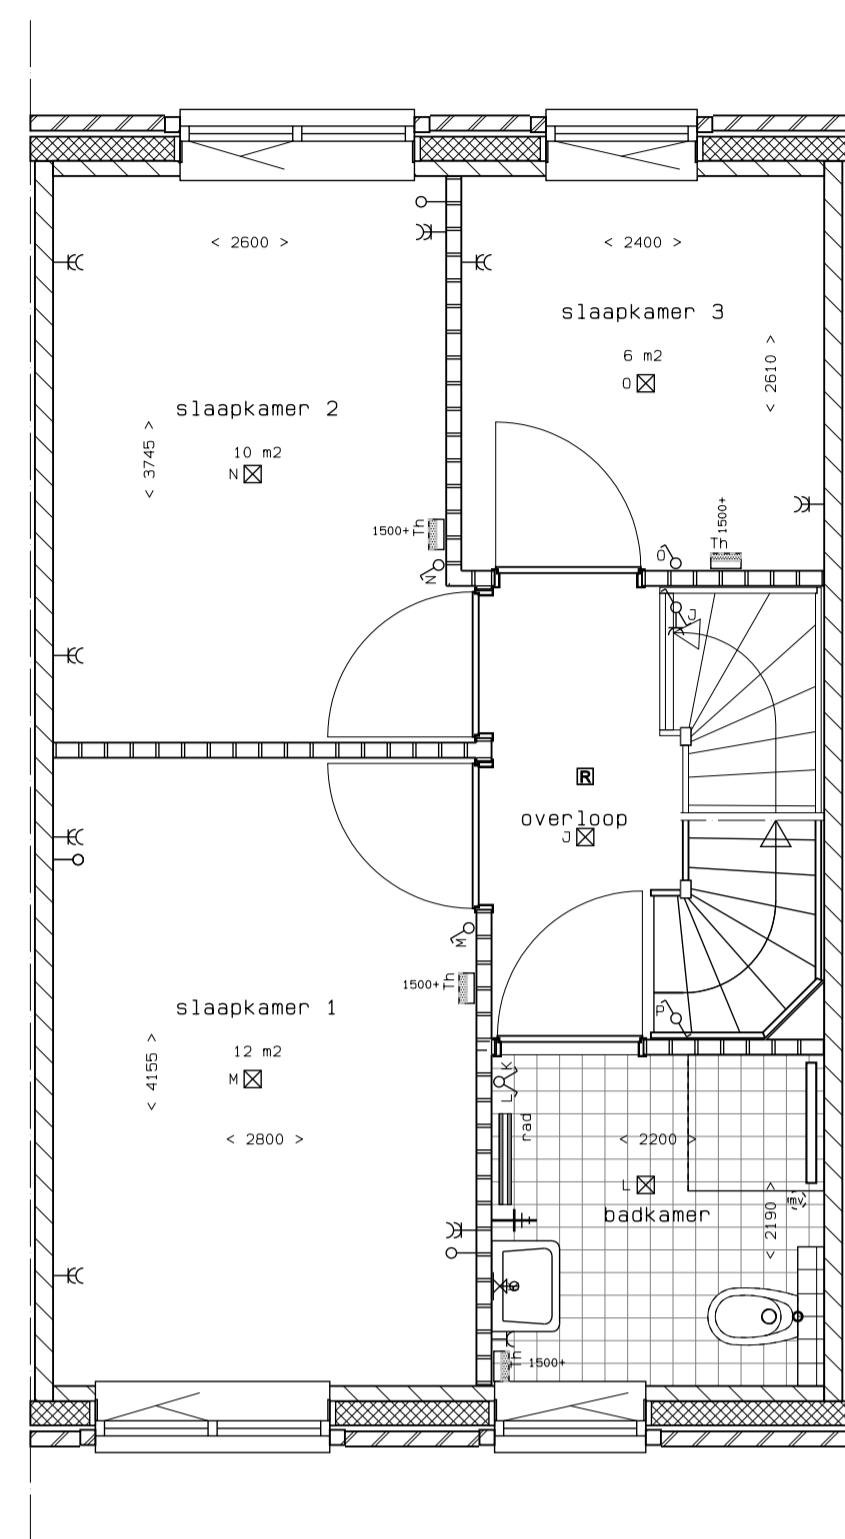 < 2600 >
< 2400 >
slaapkamer 3
6 m2
O
< 2610 >
slaapkamer 2
10 m2
N
< 3745 >
1500+
Th
N
1500+
Th
O
J
R
overloop
J
M
1500+
Th
slaapkamer 1
12 m2
M
< 4155 >
< 2800 >
P
K
L
rad
< 2200 >
L
badkamer
mv
< 2190 >
Th
1500+